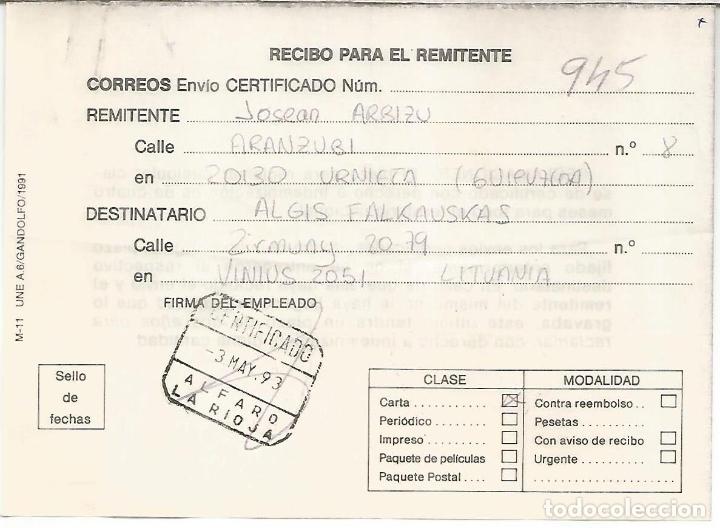 RECIBO PARA EL REMITENTE
CORREOS Envío CERTIFICADO Núm. 945
REMITENTE Josean ARBIZU
Calle ARANZUBI n.º 8
en 20130 URNIETA (GUIPUZCOA)
DESTINATARIO ALGIS FALKAUSKAS
Calle Zirmuny 20.79 n.º
en VINIUS 2051 LITUANIA
FIRMA DEL EMPLEADO
CERTIFICADO
-3 MAY. 93
ALFARO
LA RIOJA
M-11 UNE A.6/GANDOLFO/1991
Sello
de
fechas
CLASE MODALIDAD
Carta Contra reembolso
Periódico Pesetas
Impreso Con aviso de recibo
Paquete de películas Urgente
Paquete Postal
todocoleccion